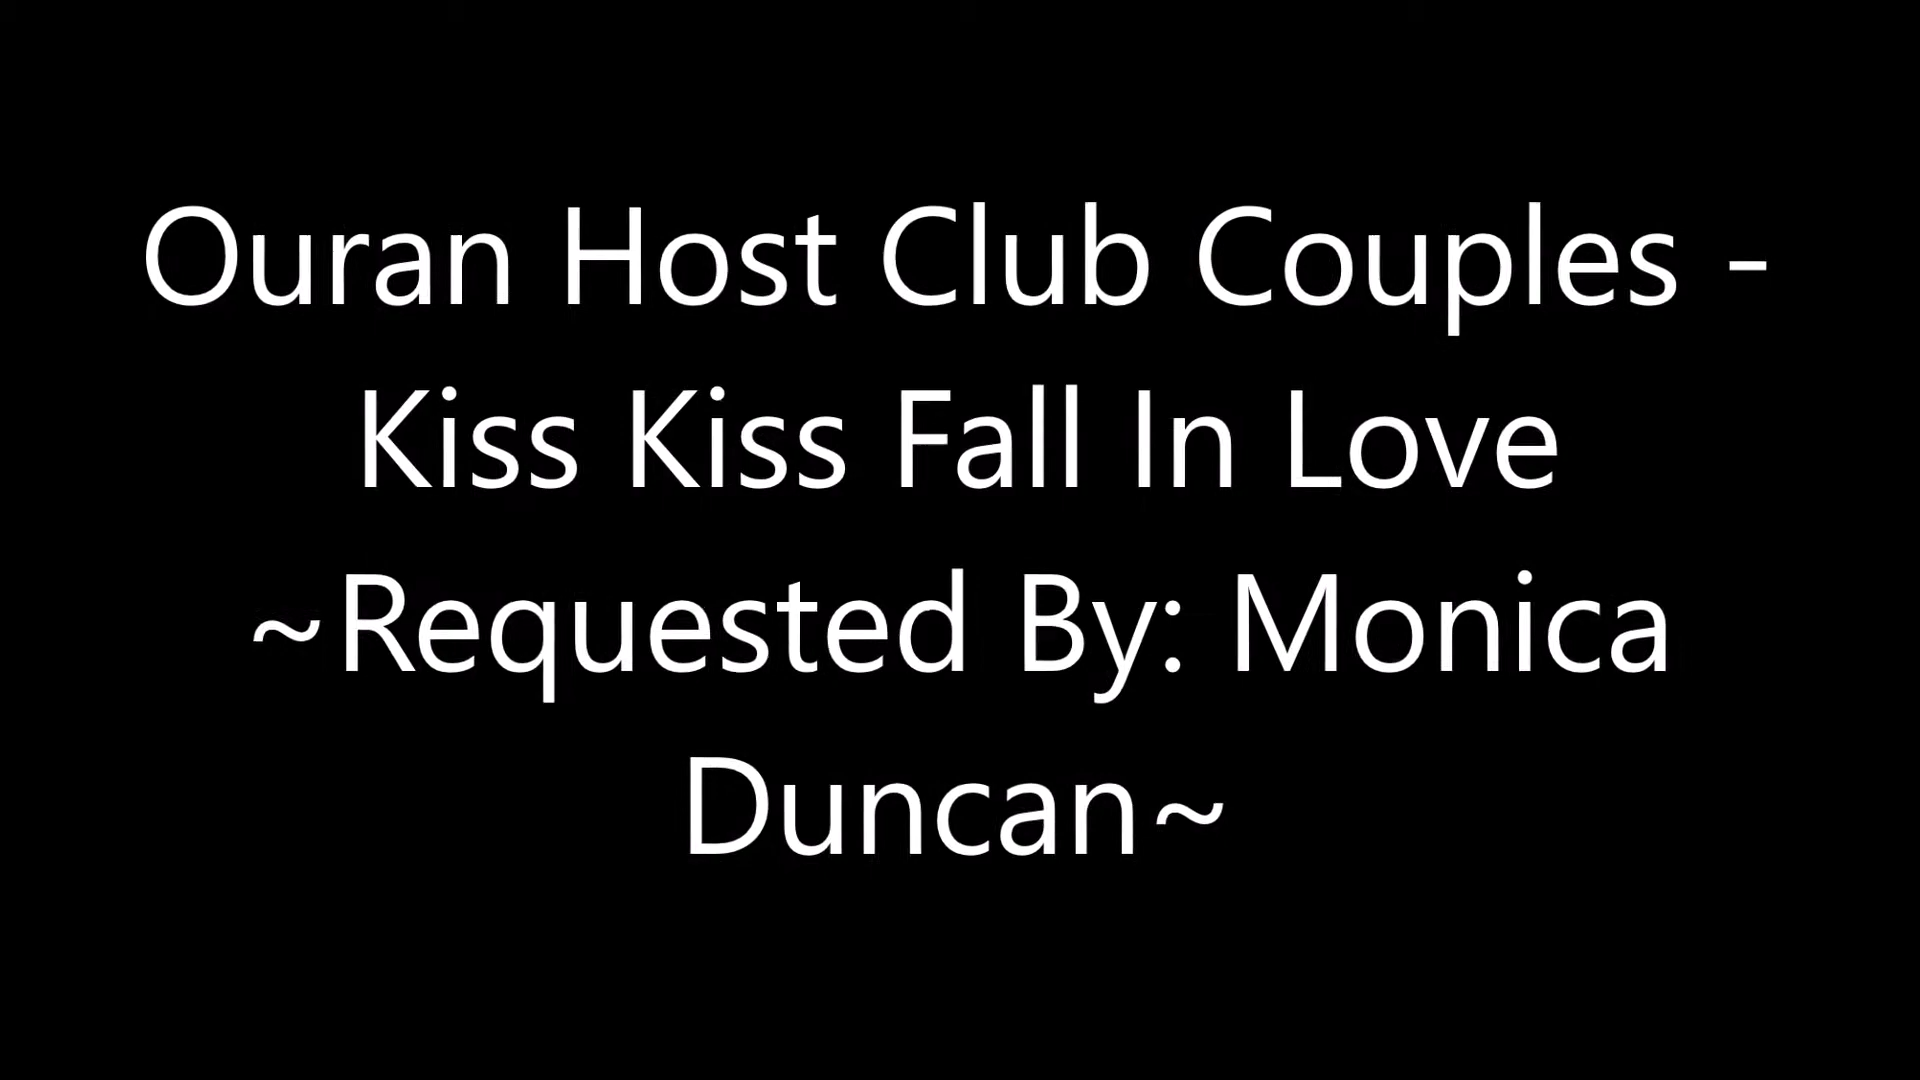 Ouran Host Club Couples -
Kiss Kiss Fall In Love
~Requested By: Monica
Duncan~